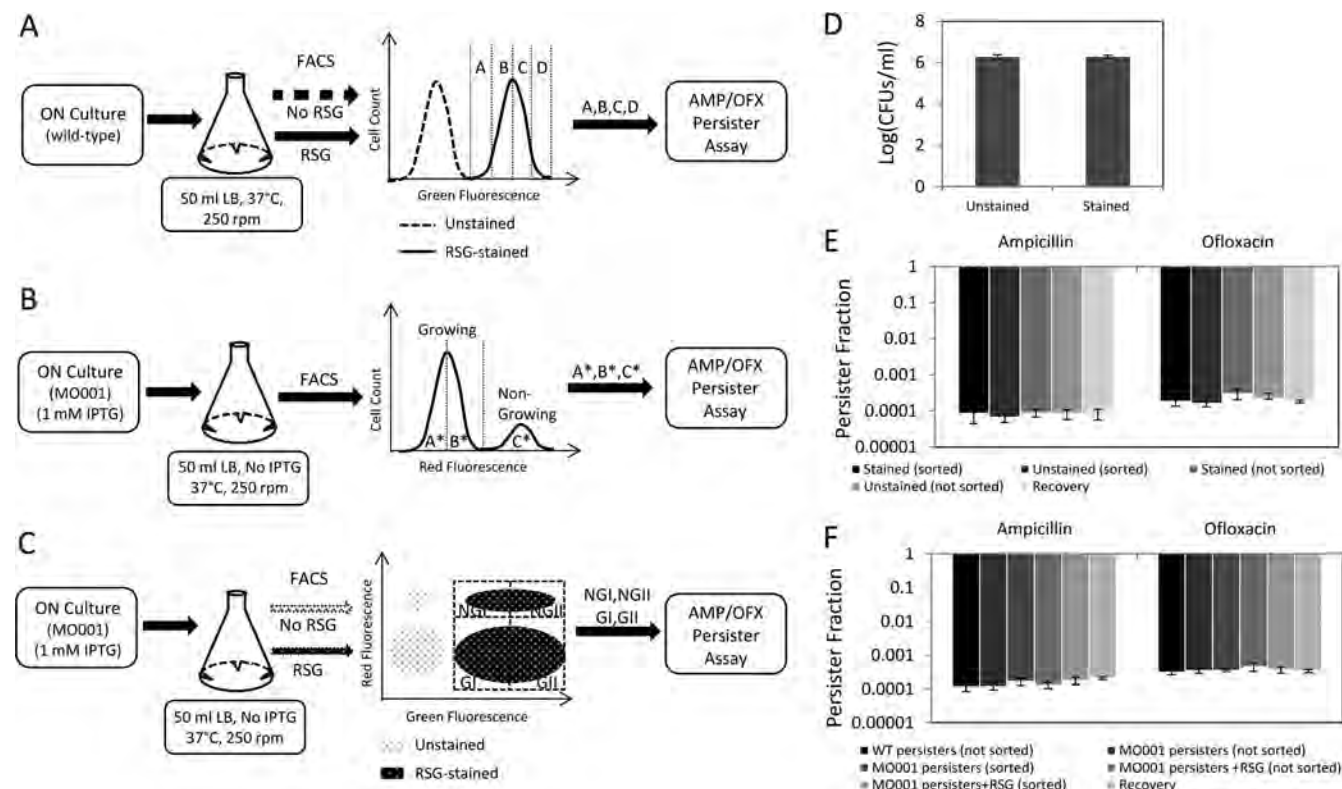 A
ON Culture
(wild-type)
50 ml LB, 37°C,
250 rpm
FACS
No RSG
RSG
Cell Count
A B C D
Green Fluorescence
Unstained
RSG-stained
A,B,C,D
AMP/OFX
Persister
Assay
B
ON Culture
(MO001)
(1 mM IPTG)
50 ml LB, No IPTG
37°C, 250 rpm
FACS
Cell Count
Growing
Non-
Growing
A* B* C*
Red Fluorescence
A*,B*,C*
AMP/OFX
Persister
Assay
C
ON Culture
(MO001)
(1 mM IPTG)
50 ml LB, No IPTG
37°C, 250 rpm
FACS
No RSG
RSG
Red Fluorescence
NGI NGII
GI GII
Green Fluorescence
Unstained
RSG-stained
NGI,NGII
GI,GII
AMP/OFX
Persister
Assay
D
Log(CFUs/ml)
8
6
4
2
0
Unstained Stained
E
Ampicillin Ofloxacin
Persister Fraction
1
0.1
0.01
0.001
0.0001
0.00001
Stained (sorted) Unstained (sorted) Stained (not sorted)
Unstained (not sorted) Recovery
F
Ampicillin Ofloxacin
Persister Fraction
1
0.1
0.01
0.001
0.0001
0.00001
WT persisters (not sorted) MO001 persisters (not sorted)
MO001 persisters (sorted) MO001 persisters +RSG (not sorted)
MO001 persisters+RSG (sorted) Recovery